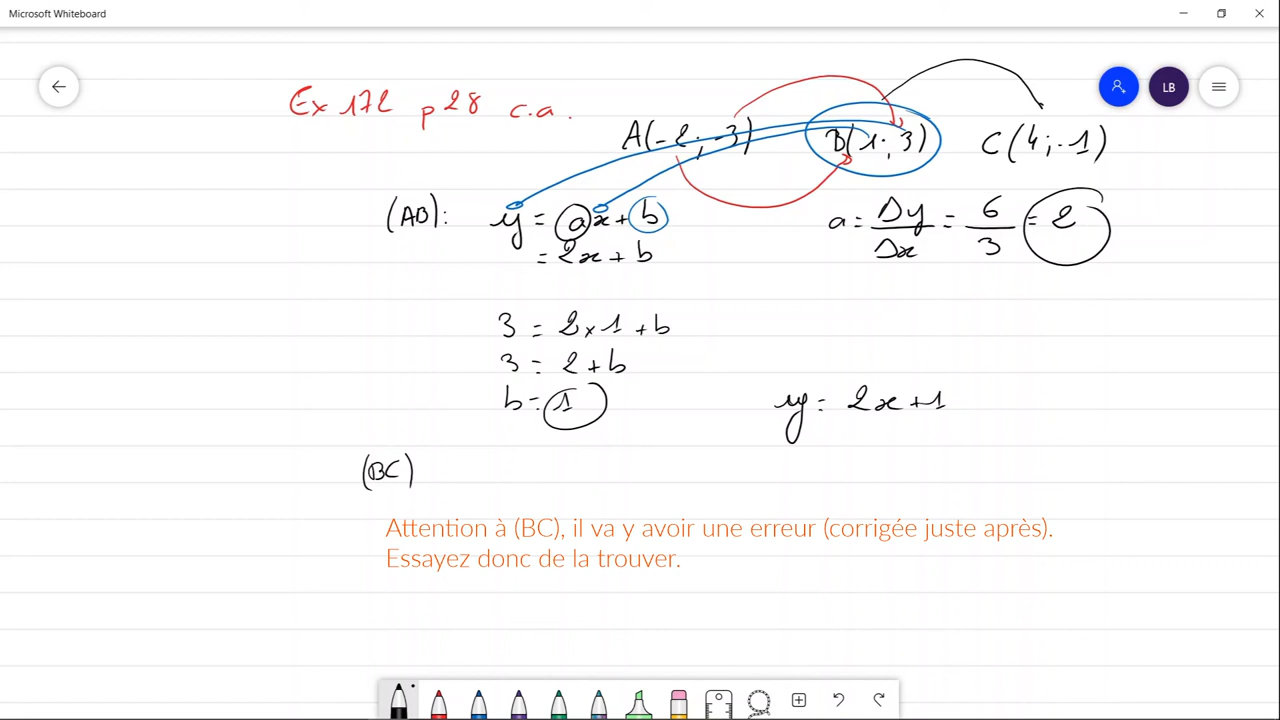 Microsoft Whiteboard
LB
Ex 172 p 28 c.a.
A(-2 ; -3) B(1 ; 3) C(4 ; -1)
(AB): y = ax + b a = Δy/Δx = 6/3 = 2
= 2x + b
3 = 2 × 1 + b
3 = 2 + b
b = 1 y = 2x + 1
(BC)
Attention à (BC), il va y avoir une erreur (corrigée juste après).
Essayez donc de la trouver.